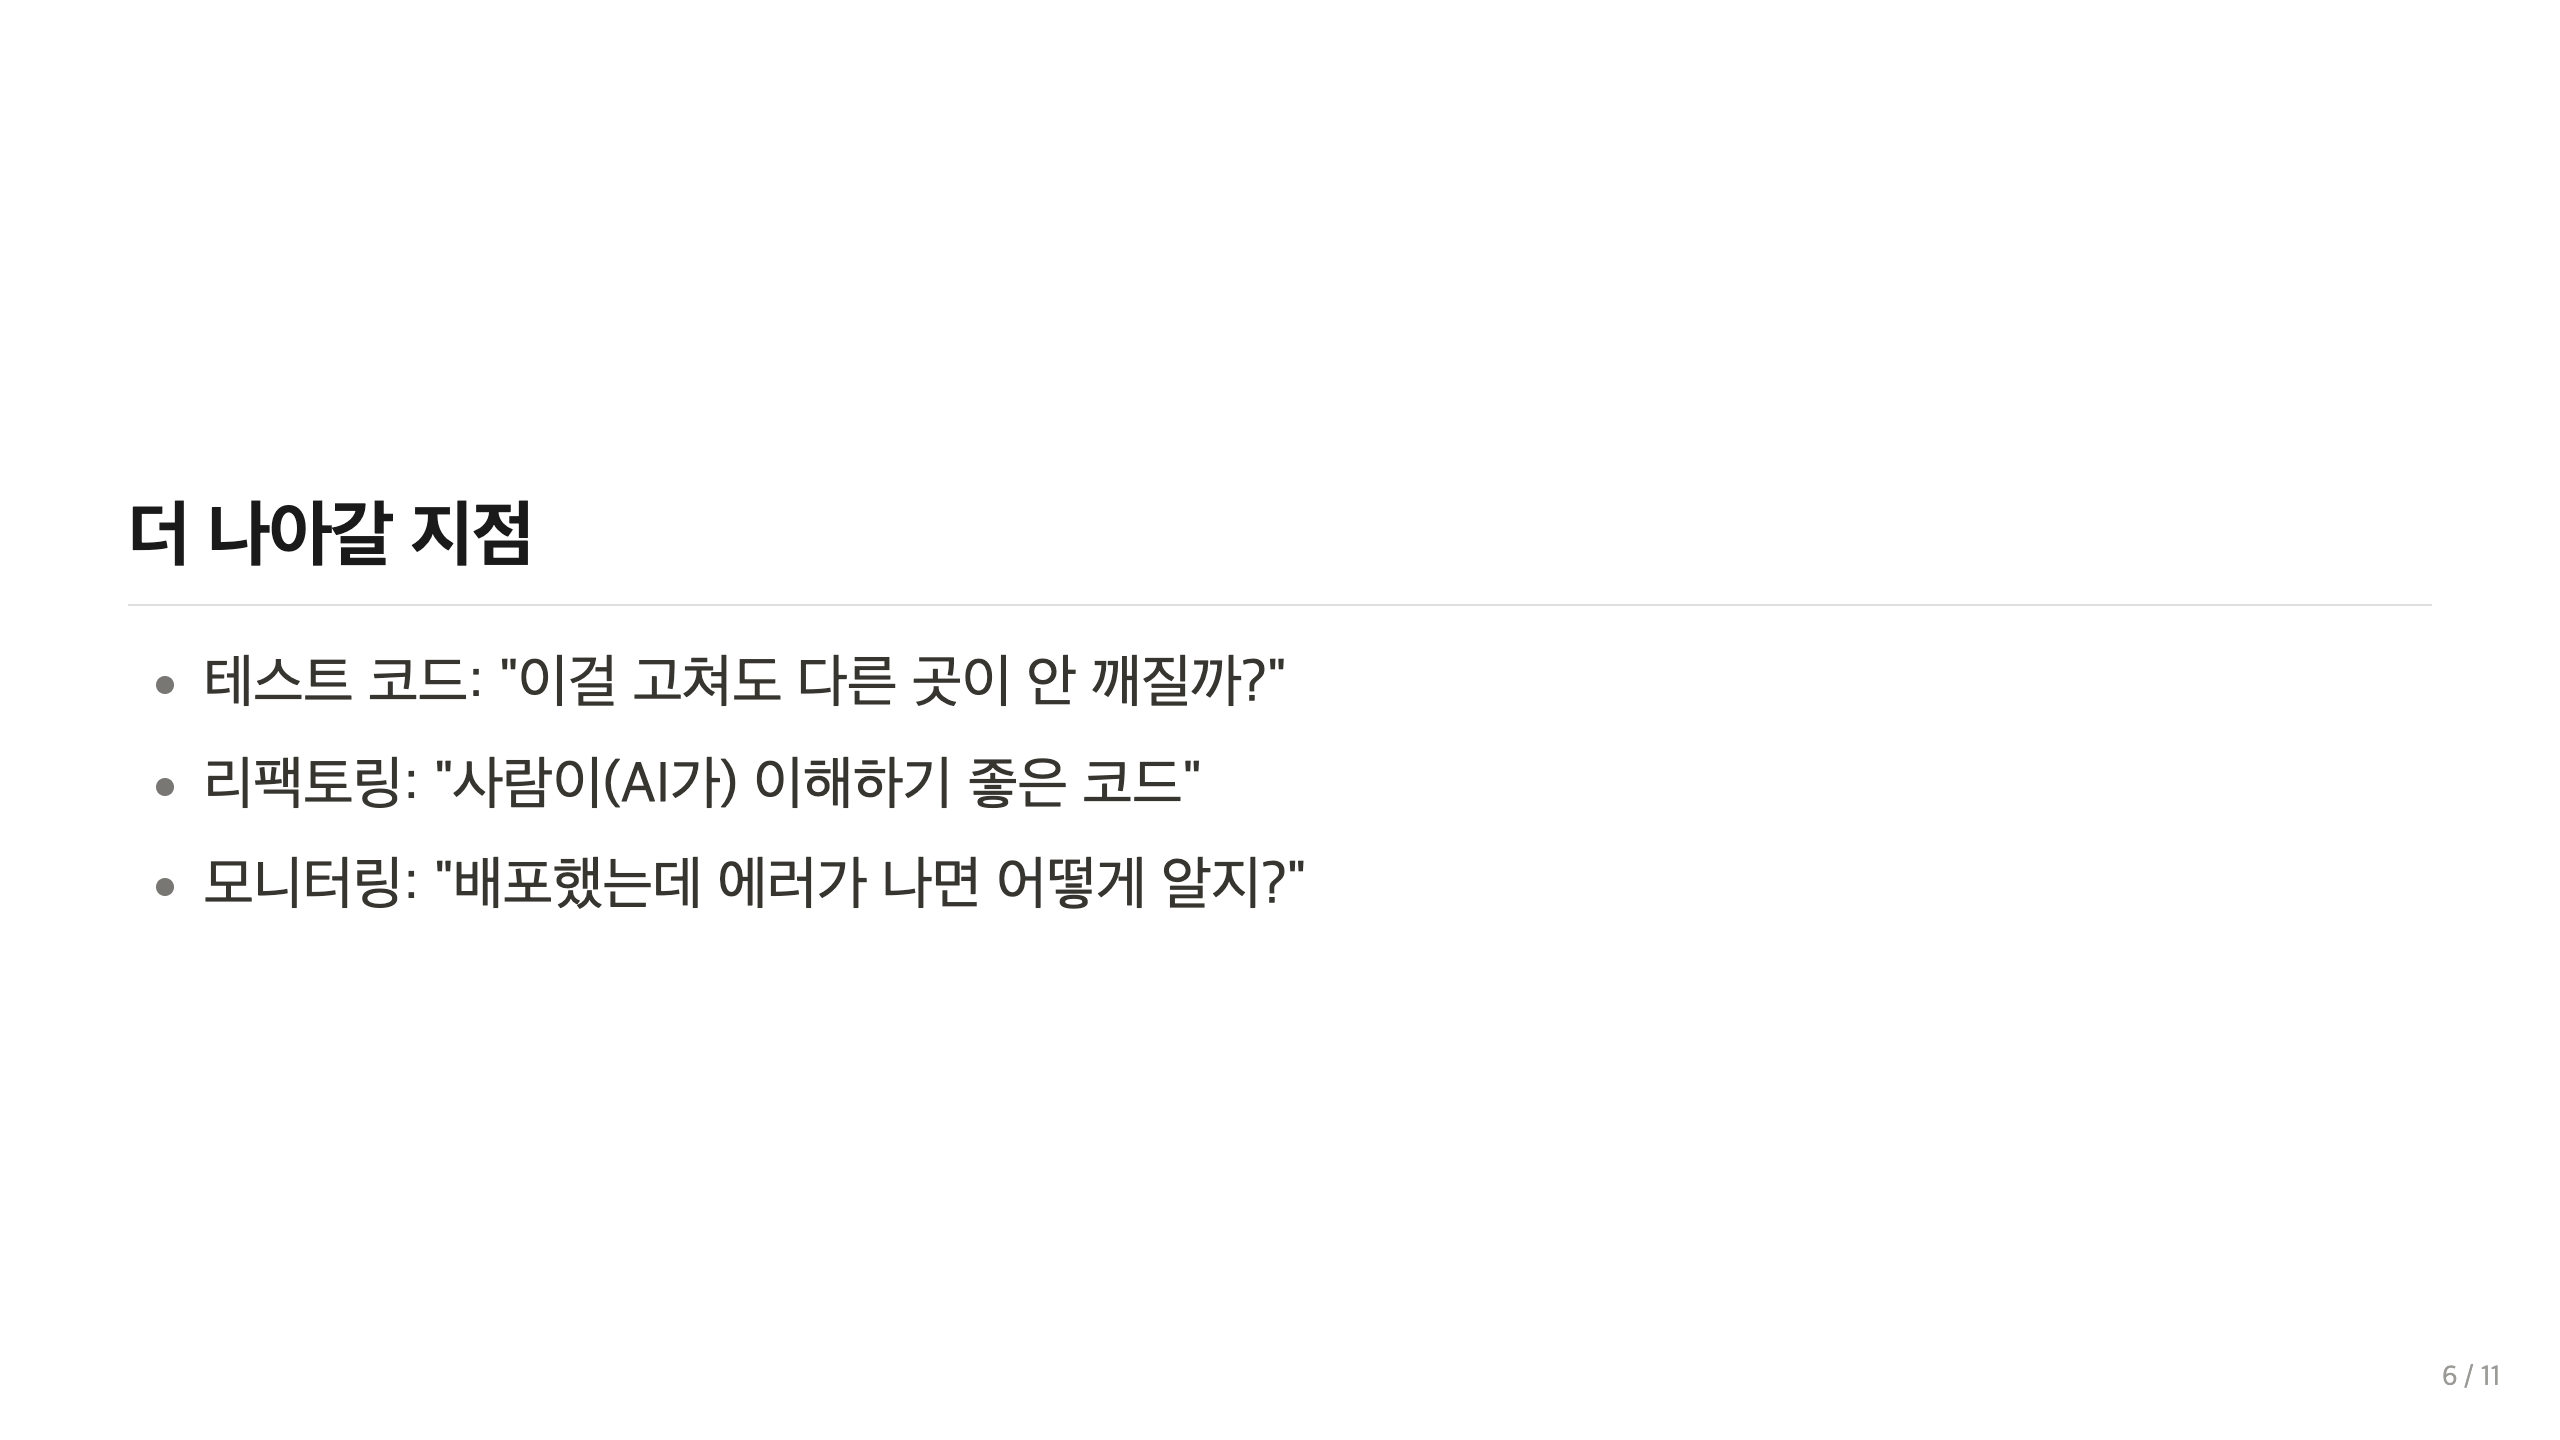 더 나아갈 지점
테스트 코드: "이걸 고쳐도 다른 곳이 안 깨질까?"
리팩토링: "사람이(AI가) 이해하기 좋은 코드"
모니터링: "배포했는데 에러가 나면 어떻게 알지?"
6 / 11